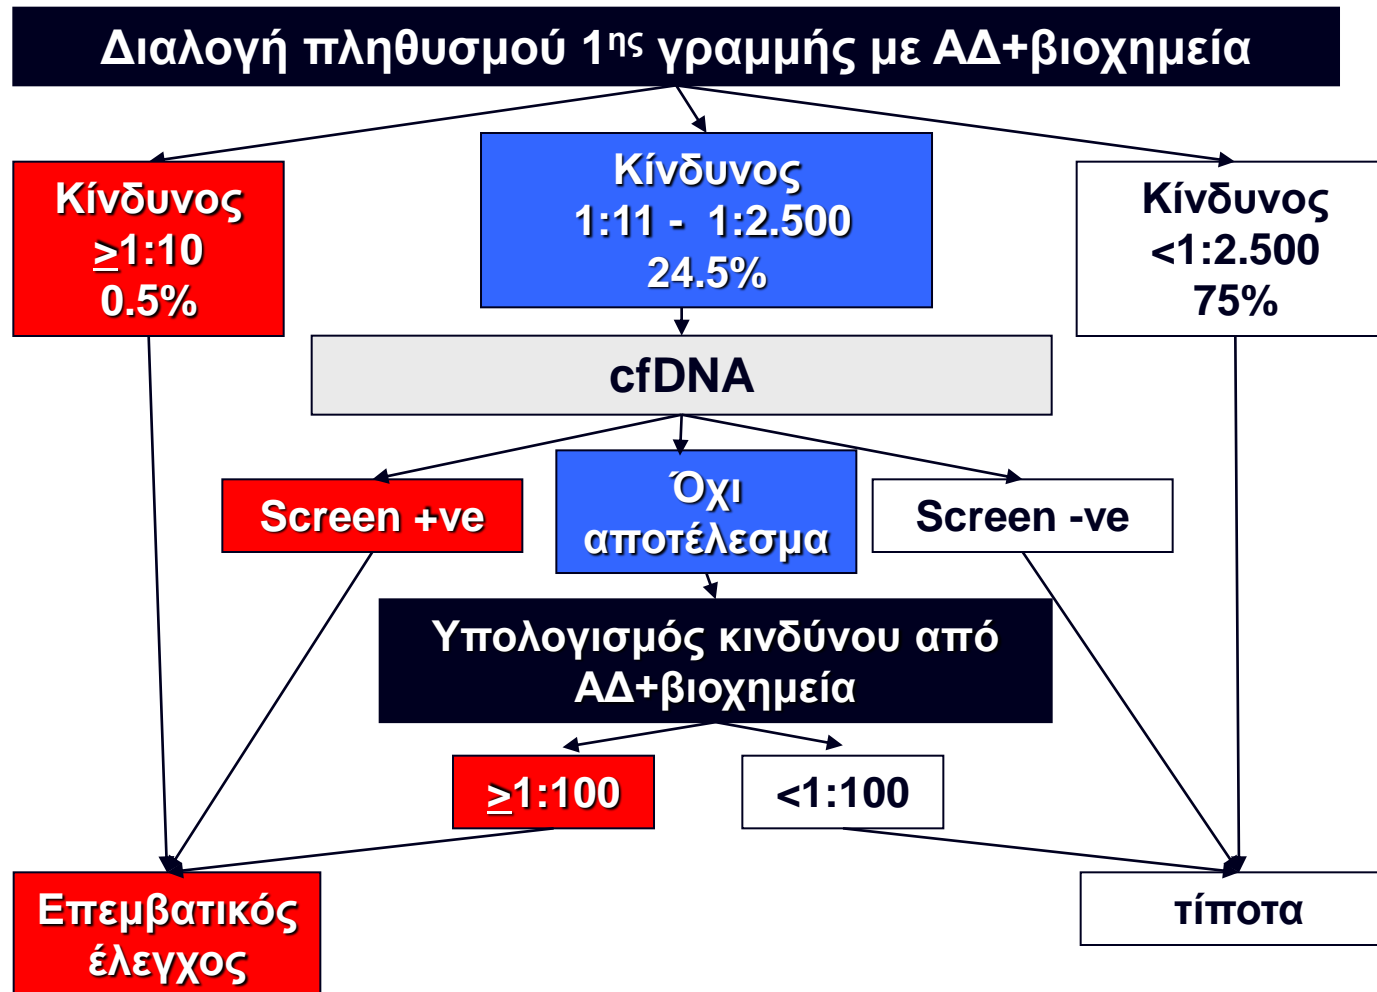 Διαλογή πληθυσμού 1ης γραμμής με ΑΔ+βιοχημεία
Κίνδυνος
≥1:10
0.5%
Κίνδυνος
1:11 - 1:2.500
24.5%
Κίνδυνος
<1:2.500
75%
cfDNA
Screen +ve
Όχι
αποτέλεσμα
Screen -ve
Υπολογισμός κινδύνου από
ΑΔ+βιοχημεία
≥1:100
<1:100
Επεμβατικός
έλεγχος
τίποτα